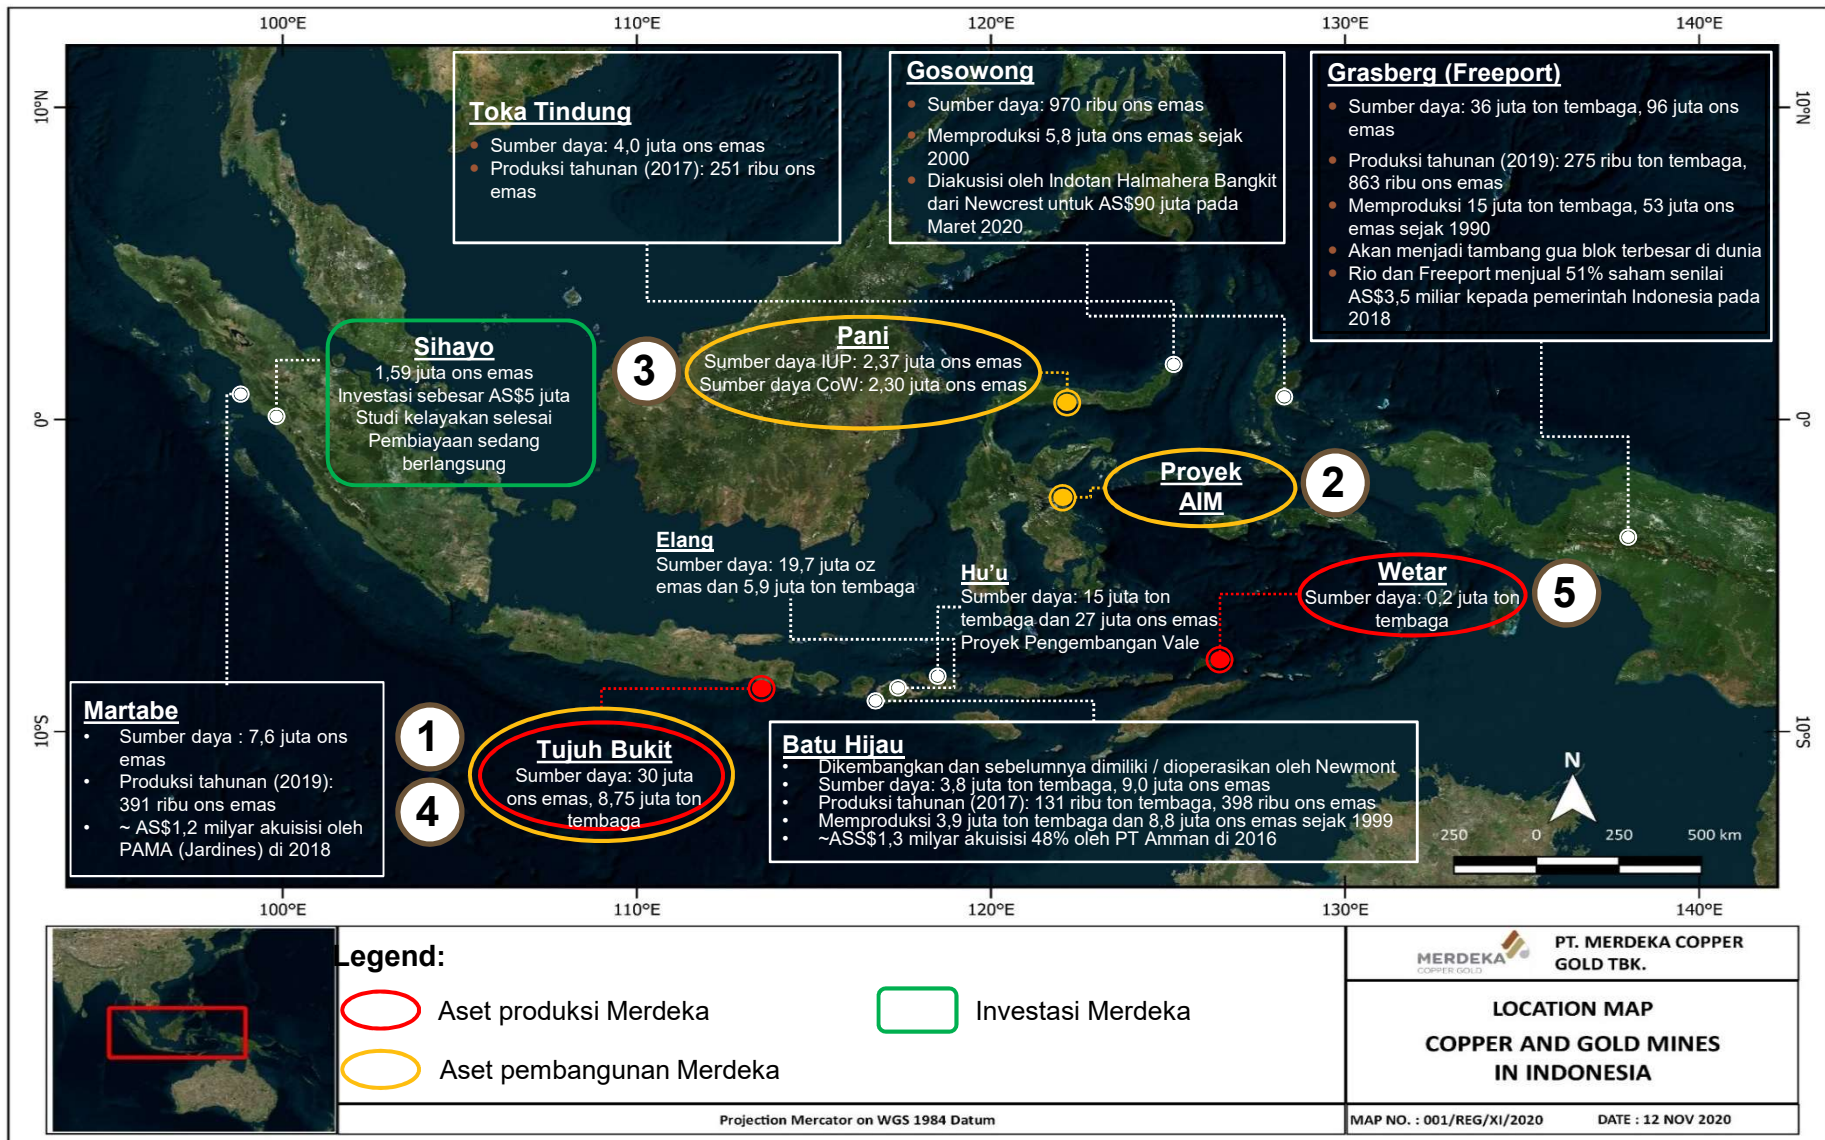 100°E
110°E
120°E
130°E
140°E
10°N
10°N
0°
0°
10°S
10°S
Toka Tindung
• Sumber daya: 4,0 juta ons emas
• Produksi tahunan (2017): 251 ribu ons
emas
Gosowong
• Sumber daya: 970 ribu ons emas
• Memproduksi 5,8 juta ons emas sejak
2000
• Diakusisi oleh Indotan Halmahera Bangkit
dari Newcrest untuk AS$90 juta pada
Maret 2020
Grasberg (Freeport)
• Sumber daya: 36 juta ton tembaga, 96 juta ons
emas
• Produksi tahunan (2019): 275 ribu ton tembaga,
863 ribu ons emas
• Memproduksi 15 juta ton tembaga, 53 juta ons
emas sejak 1990
• Akan menjadi tambang gua blok terbesar di dunia
• Rio dan Freeport menjual 51% saham senilai
AS$3,5 miliar kepada pemerintah Indonesia pada
2018
Sihayo
1,59 juta ons emas
Investasi sebesar AS$5 juta
Studi kelayakan selesai
Pembiayaan sedang
berlangsung
3
Pani
Sumber daya IUP: 2,37 juta ons emas
Sumber daya CoW: 2,30 juta ons emas
Proyek
AIM
2
Elang
Sumber daya: 19,7 juta oz
emas dan 5,9 juta ton tembaga
Hu'u
Sumber daya: 15 juta ton
tembaga dan 27 juta ons emas
Proyek Pengembangan Vale
Wetar
Sumber daya: 0,2 juta ton
tembaga
5
Martabe
• Sumber daya : 7,6 juta ons
emas
• Produksi tahunan (2019):
391 ribu ons emas
• ~ AS$1,2 milyar akuisisi oleh
PAMA (Jardines) di 2018
1
4
Tujuh Bukit
Sumber daya: 30 juta
ons emas, 8,75 juta ton
tembaga
Batu Hijau
• Dikembangkan dan sebelumnya dimiliki / dioperasikan oleh Newmont
• Sumber daya: 3,8 juta ton tembaga, 9,0 juta ons emas
• Produksi tahunan (2017): 131 ribu ton tembaga, 398 ribu ons emas
• Memproduksi 3,9 juta ton tembaga dan 8,8 juta ons emas sejak 1999
• ~ASS$1,3 milyar akuisisi 48% oleh PT Amman di 2016
N
250 0 250 500 km
100°E
110°E
120°E
130°E
140°E
Legend:
Aset produksi Merdeka
Investasi Merdeka
Aset pembangunan Merdeka
Projection Mercator on WGS 1984 Datum
MERDEKA
COPPER GOLD
PT. MERDEKA COPPER
GOLD TBK.
LOCATION MAP
COPPER AND GOLD MINES
IN INDONESIA
MAP NO. : 001/REG/XI/2020 DATE : 12 NOV 2020